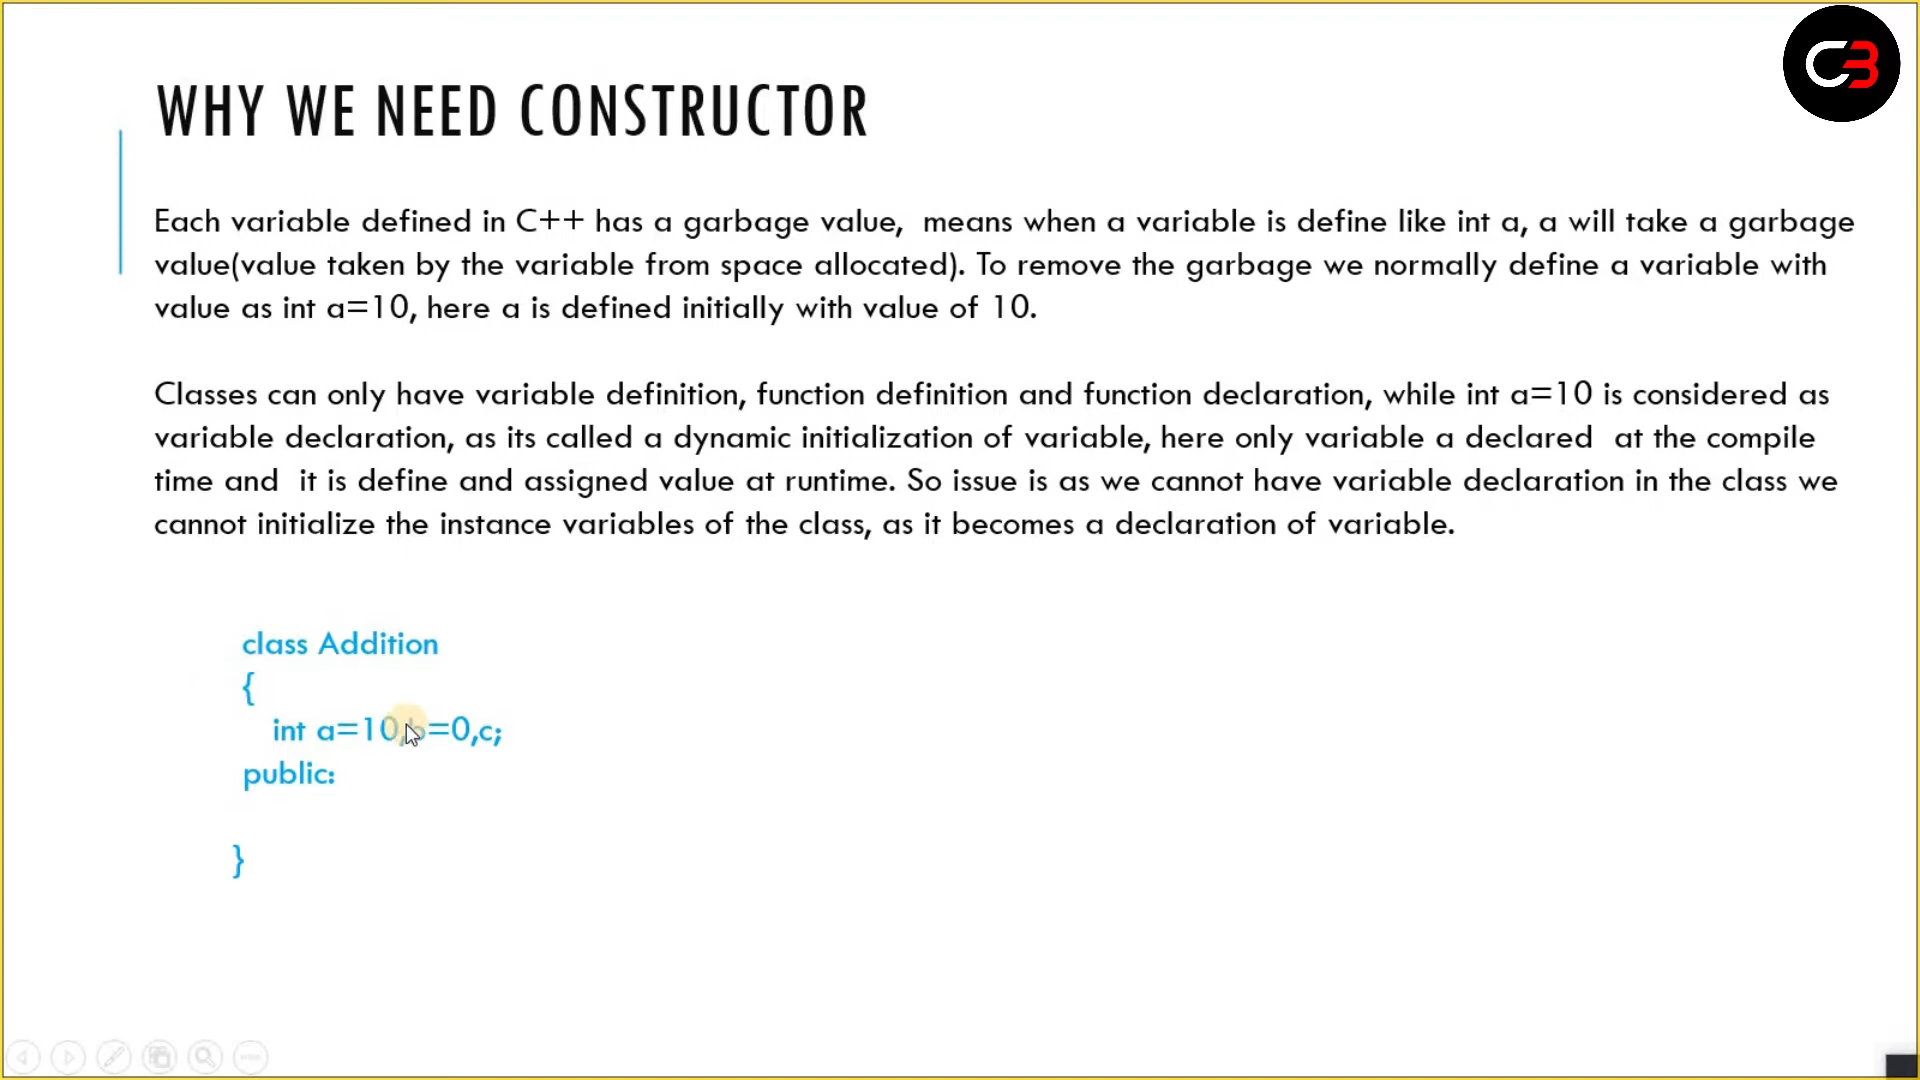 WHY WE NEED CONSTRUCTOR
Each variable defined in C++ has a garbage value,  means when a variable is define like int a, a will take a garbage
value(value taken by the variable from space allocated). To remove the garbage we normally define a variable with
value as int a=10, here a is defined initially with value of 10.
Classes can only have variable definition, function definition and function declaration, while int a=10 is considered as
variable declaration, as its called a dynamic initialization of variable, here only variable a declared  at the compile
time and  it is define and assigned value at runtime. So issue is as we cannot have variable declaration in the class we
cannot initialize the instance variables of the class, as it becomes a declaration of variable.
class Addition
{
int a=10,b=0,c;
public:
}
CB